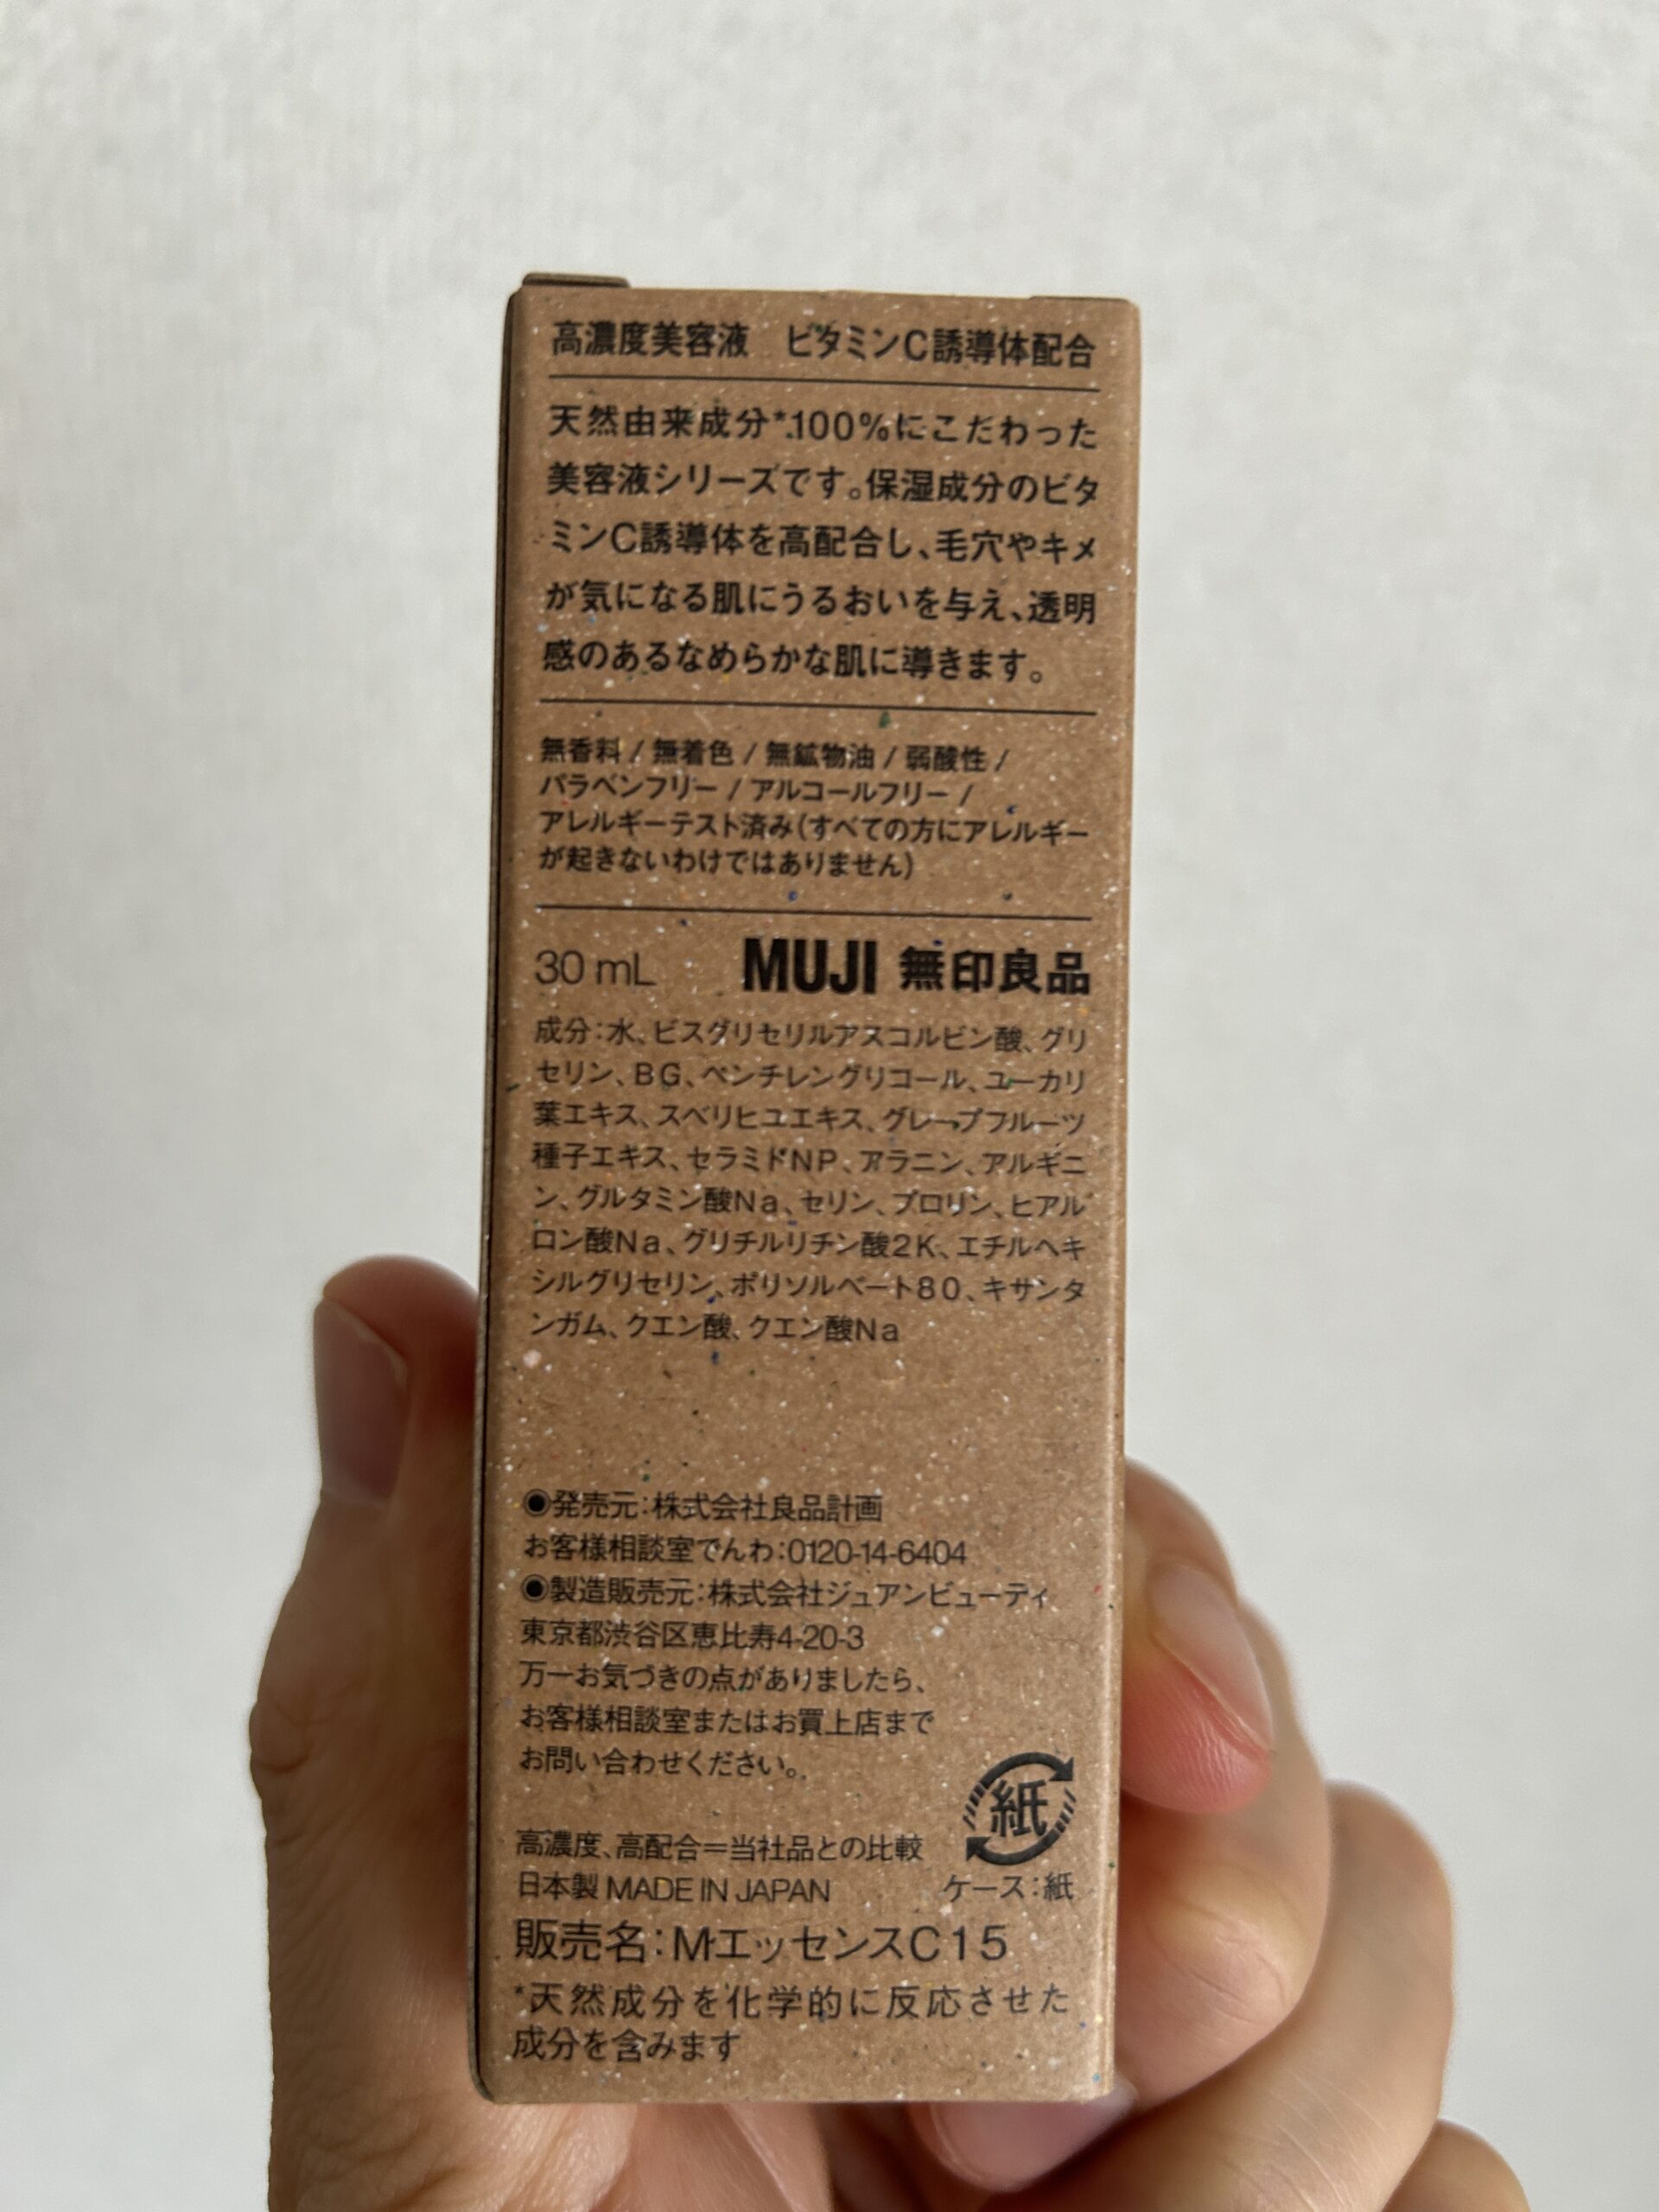 高濃度美容液　ビタミンC誘導体配合
天然由来成分*100%にこだわった
美容液シリーズです。保湿成分のビタ
ミンC誘導体を高配合し、毛穴やキメ
が気になる肌にうるおいを与え、透明
感のあるなめらかな肌に導きます。
無香料 / 無着色 / 無鉱物油 / 弱酸性 /
パラベンフリー / アルコールフリー /
アレルギーテスト済み(すべての方にアレルギー
が起きないわけではありません)
30 mL　MUJI 無印良品
成分：水、ビスグリセリルアスコルビン酸、グリ
セリン、BG、ペンチレングリコール、ユーカリ
葉エキス、スベリヒユエキス、グレープフルーツ
種子エキス、セラミドNP、アラニン、アルギニ
ン、グルタミン酸Na、セリン、プロリン、ヒアル
ロン酸Na、グリチルリチン酸2K、エチルヘキ
シルグリセリン、ポリソルベート80、キサンタ
ンガム、クエン酸、クエン酸Na
◉発売元：株式会社良品計画
お客様相談室でんわ：0120-14-6404
◉製造販売元：株式会社ジュアンビューティ
東京都渋谷区恵比寿4-20-3
万一お気づきの点がありましたら、
お客様相談室またはお買上店まで
お問い合わせください。
紙
高濃度、高配合＝当社品との比較
日本製 MADE IN JAPAN　ケース：紙
販売名：MエッセンスC15
*天然成分を化学的に反応させた
成分を含みます